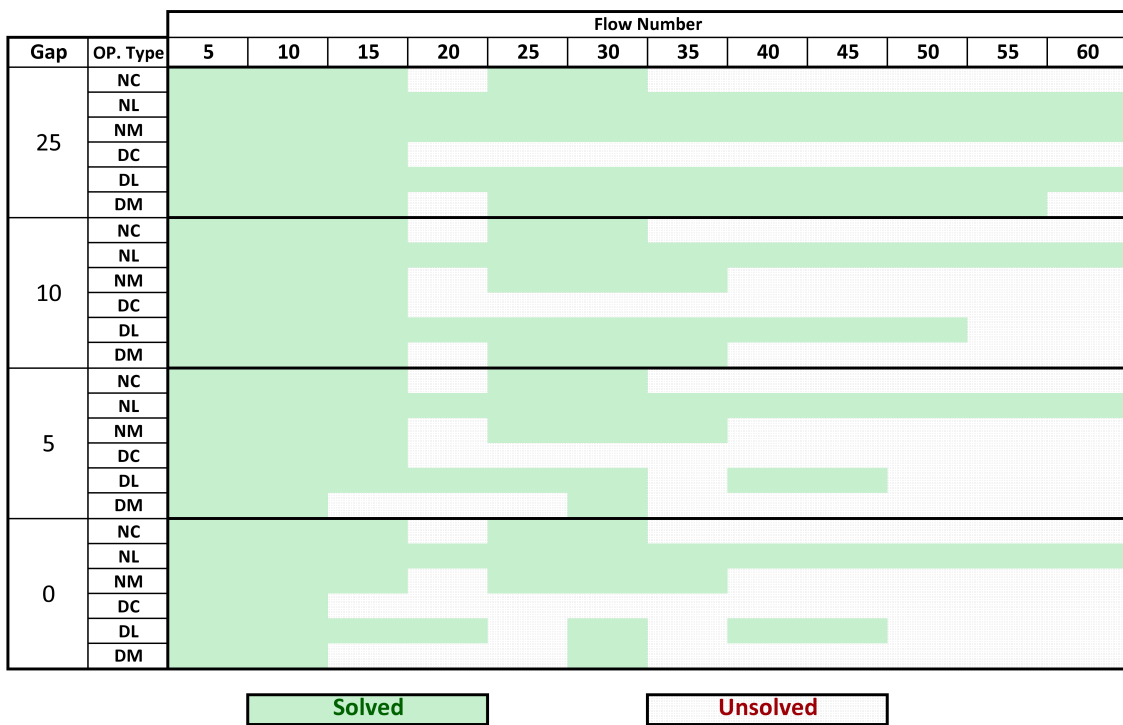 Flow Number
Gap OP. Type 5 10 15 20 25 30 35 40 45 50 55 60
25
NC
NL
NM
DC
DL
DM
10
NC
NL
NM
DC
DL
DM
5
NC
NL
NM
DC
DL
DM
0
NC
NL
NM
DC
DL
DM
Solved Unsolved